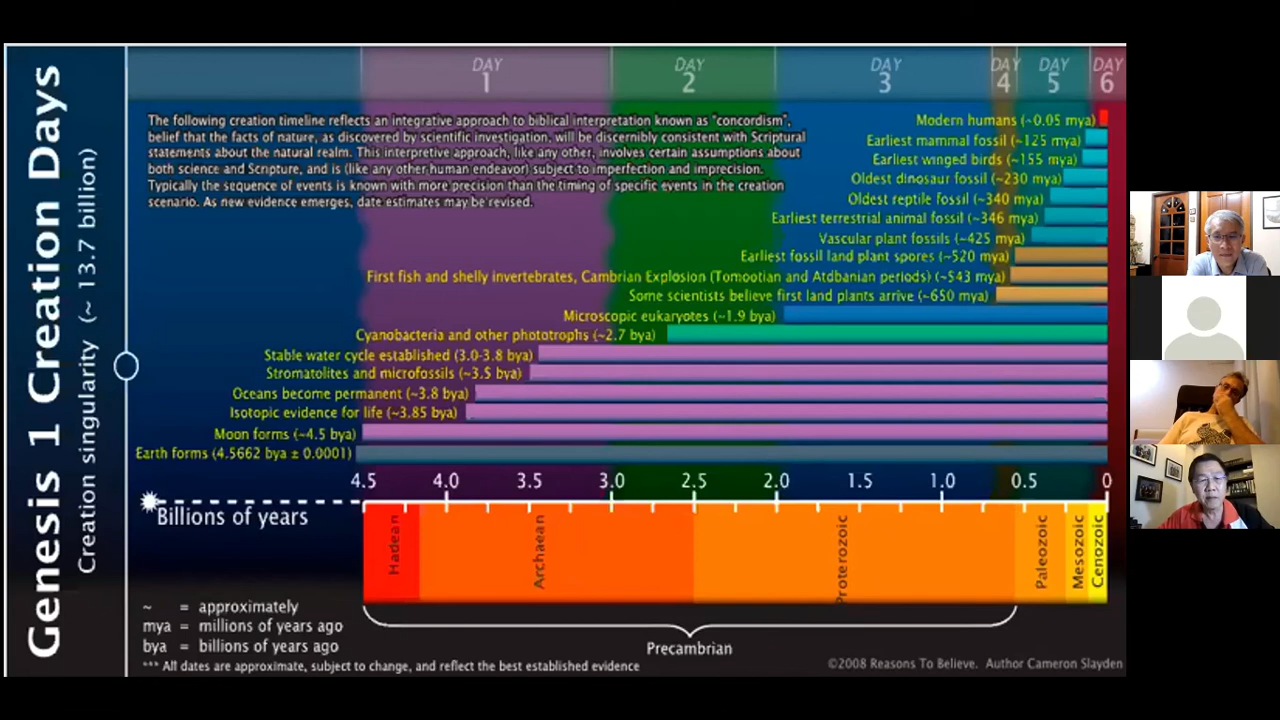 Genesis 1 Creation Days
Creation singularity (~ 13.7 billion)
DAY 1
DAY 2
DAY 3
DAY 4
DAY 5
DAY 6
The following creation timeline reflects an integrative approach to biblical interpretation known as "concordism",
belief that the facts of nature, as discovered by scientific investigation, will be discernibly consistent with Scriptural
statements about the natural realm. This interpretive approach, like any other, involves certain assumptions about
both science and Scripture, and is (like any other human endeavor) subject to imperfection and imprecision.
Typically the sequence of events is known with more precision than the timing of specific events in the creation
scenario. As new evidence emerges, date estimates may be revised.
Modern humans (~0.05 mya)
Earliest mammal fossil (~125 mya)
Earliest winged birds (~155 mya)
Oldest dinosaur fossil (~230 mya)
Oldest reptile fossil (~340 mya)
Earliest terrestrial animal fossil (~346 mya)
Vascular plant fossils (~425 mya)
Earliest fossil land plant spores (~520 mya)
First fish and shelly invertebrates, Cambrian Explosion (Tomootian and Atdbanian periods) (~543 mya)
Some scientists believe first land plants arrive (~650 mya)
Microscopic eukaryotes (~1.9 bya)
Cyanobacteria and other phototrophs (~2.7 bya)
Stable water cycle established (3.0-3.8 bya)
Stromatolites and microfossils (~3.5 bya)
Oceans become permanent (~3.8 bya)
Isotopic evidence for life (~3.85 bya)
Moon forms (~4.5 bya)
Earth forms (4.5662 bya ± 0.0001)
4.5 4.0 3.5 3.0 2.5 2.0 1.5 1.0 0.5 0
Billions of years
Hadean
Archaean
Proterozoic
Paleozoic
Mesozoic
Cenozoic
Precambrian
~ = approximately
mya = millions of years ago
bya = billions of years ago
*** All dates are approximate, subject to change, and reflect the best established evidence
©2008 Reasons To Believe. Author Cameron Slayden